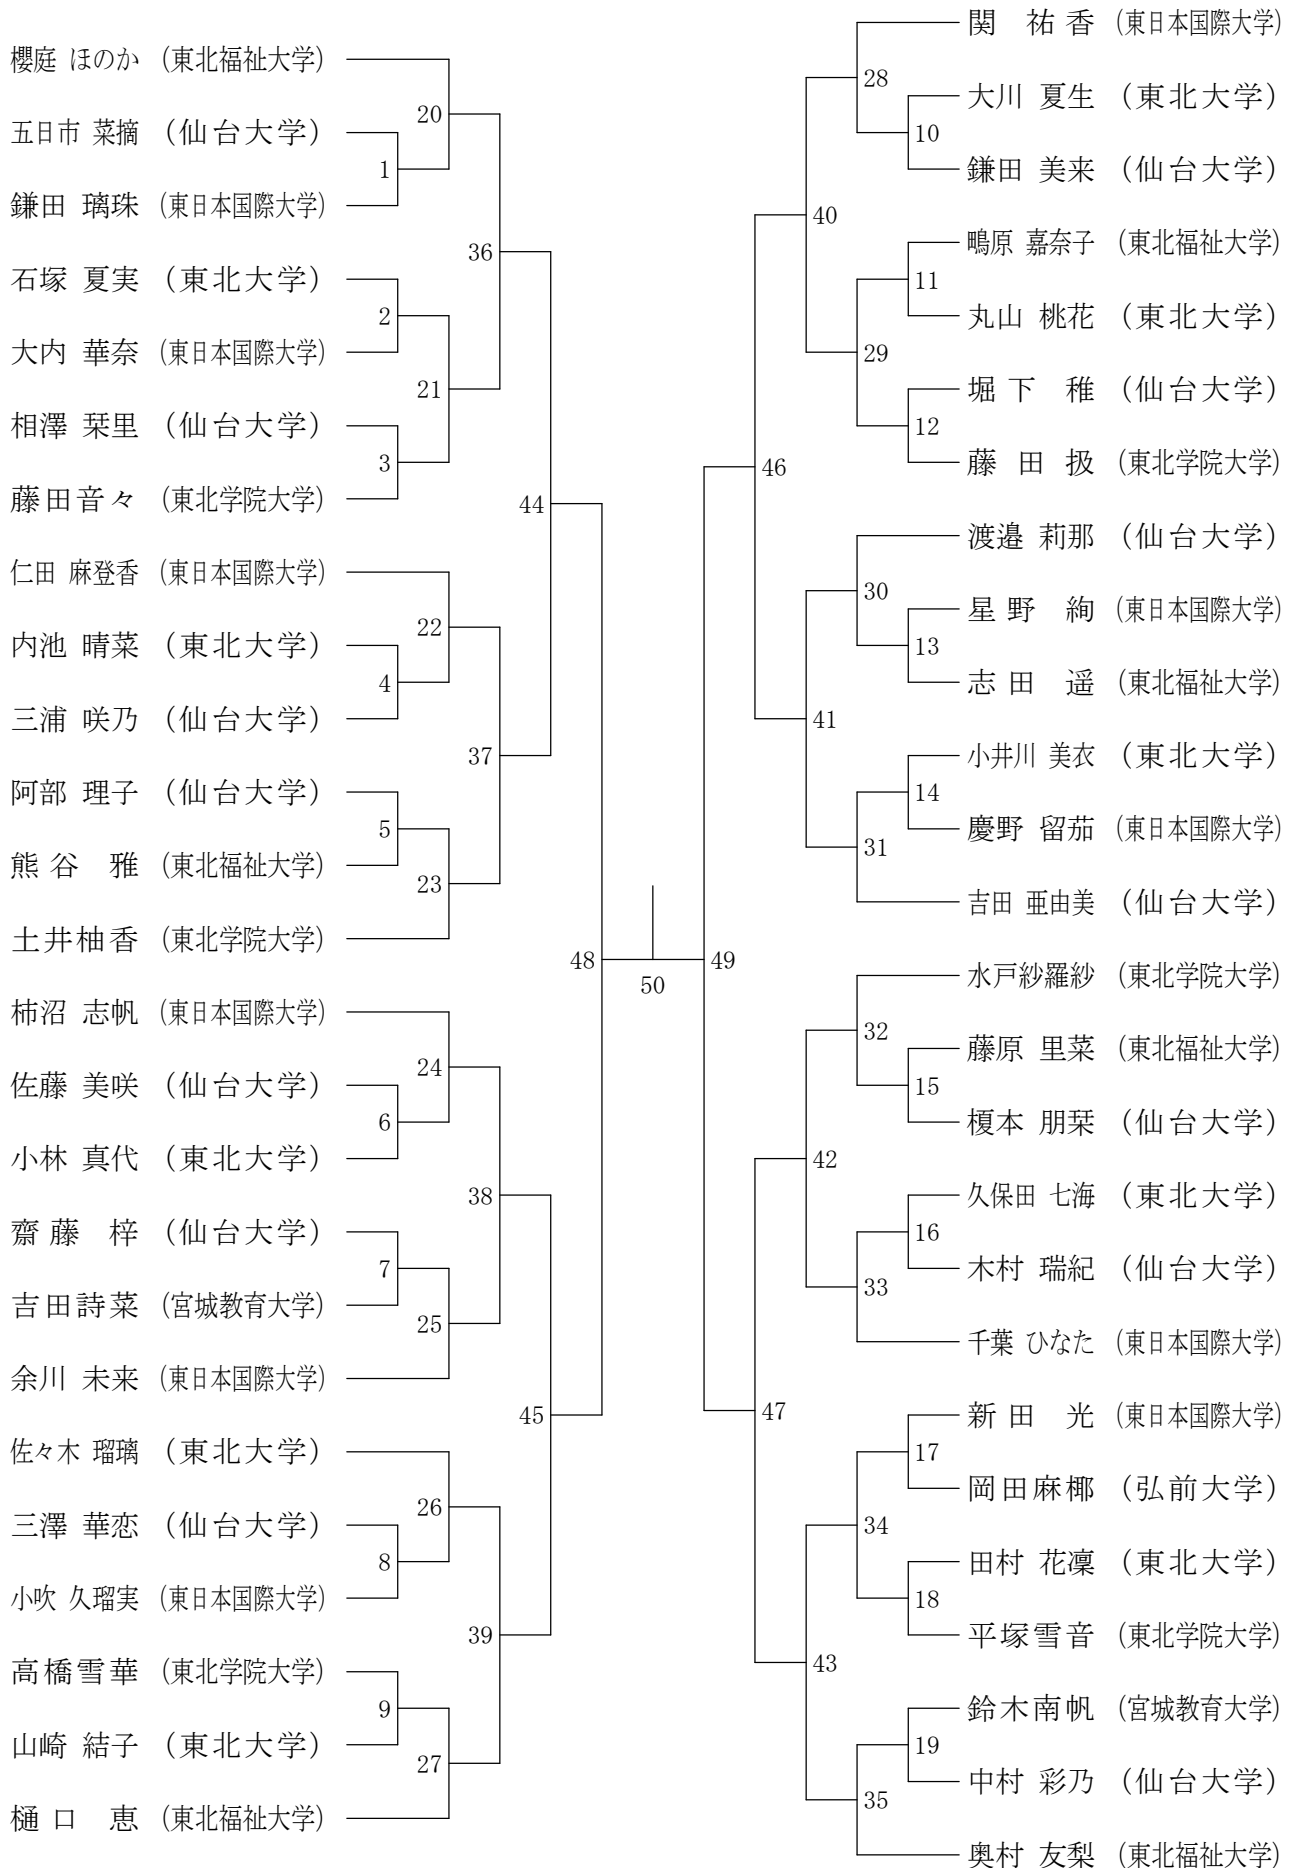 櫻庭 ほのか (東北福祉大学)
五日市 菜摘 (仙台大学)
鎌田 璃珠 (東日本国際大学)
石塚 夏実 (東北大学)
大内 華奈 (東日本国際大学)
相澤 栞里 (仙台大学)
藤田音々 (東北学院大学)
仁田 麻登香 (東日本国際大学)
内池 晴菜 (東北大学)
三浦 咲乃 (仙台大学)
阿部 理子 (仙台大学)
熊谷 雅 (東北福祉大学)
土井柚香 (東北学院大学)
柿沼 志帆 (東日本国際大学)
佐藤 美咲 (仙台大学)
小林 真代 (東北大学)
齋藤 梓 (仙台大学)
吉田詩菜 (宮城教育大学)
余川 未来 (東日本国際大学)
佐々木 瑠璃 (東北大学)
三澤 華恋 (仙台大学)
小吹 久瑠実 (東日本国際大学)
高橋雪華 (東北学院大学)
山崎 結子 (東北大学)
樋口 恵 (東北福祉大学)
1
2
3
4
5
6
7
8
9
20
21
22
23
24
25
26
27
36
37
38
39
44
45
48
50
49
46
47
40
41
42
43
28
29
30
31
32
33
34
35
10
11
12
13
14
15
16
17
18
19
関 祐香 (東日本国際大学)
大川 夏生 (東北大学)
鎌田 美来 (仙台大学)
鴫原 嘉奈子 (東北福祉大学)
丸山 桃花 (東北大学)
堀下 稚 (仙台大学)
藤田扱 (東北学院大学)
渡邉 莉那 (仙台大学)
星野 絢 (東日本国際大学)
志田 遥 (東北福祉大学)
小井川 美衣 (東北大学)
慶野 留茄 (東日本国際大学)
吉田 亜由美 (仙台大学)
水戸紗羅紗 (東北学院大学)
藤原 里菜 (東北福祉大学)
榎本 朋栞 (仙台大学)
久保田 七海 (東北大学)
木村 瑞紀 (仙台大学)
千葉 ひなた (東日本国際大学)
新田 光 (東日本国際大学)
岡田麻椰 (弘前大学)
田村 花凜 (東北大学)
平塚雪音 (東北学院大学)
鈴木南帆 (宮城教育大学)
中村 彩乃 (仙台大学)
奥村 友梨 (東北福祉大学)